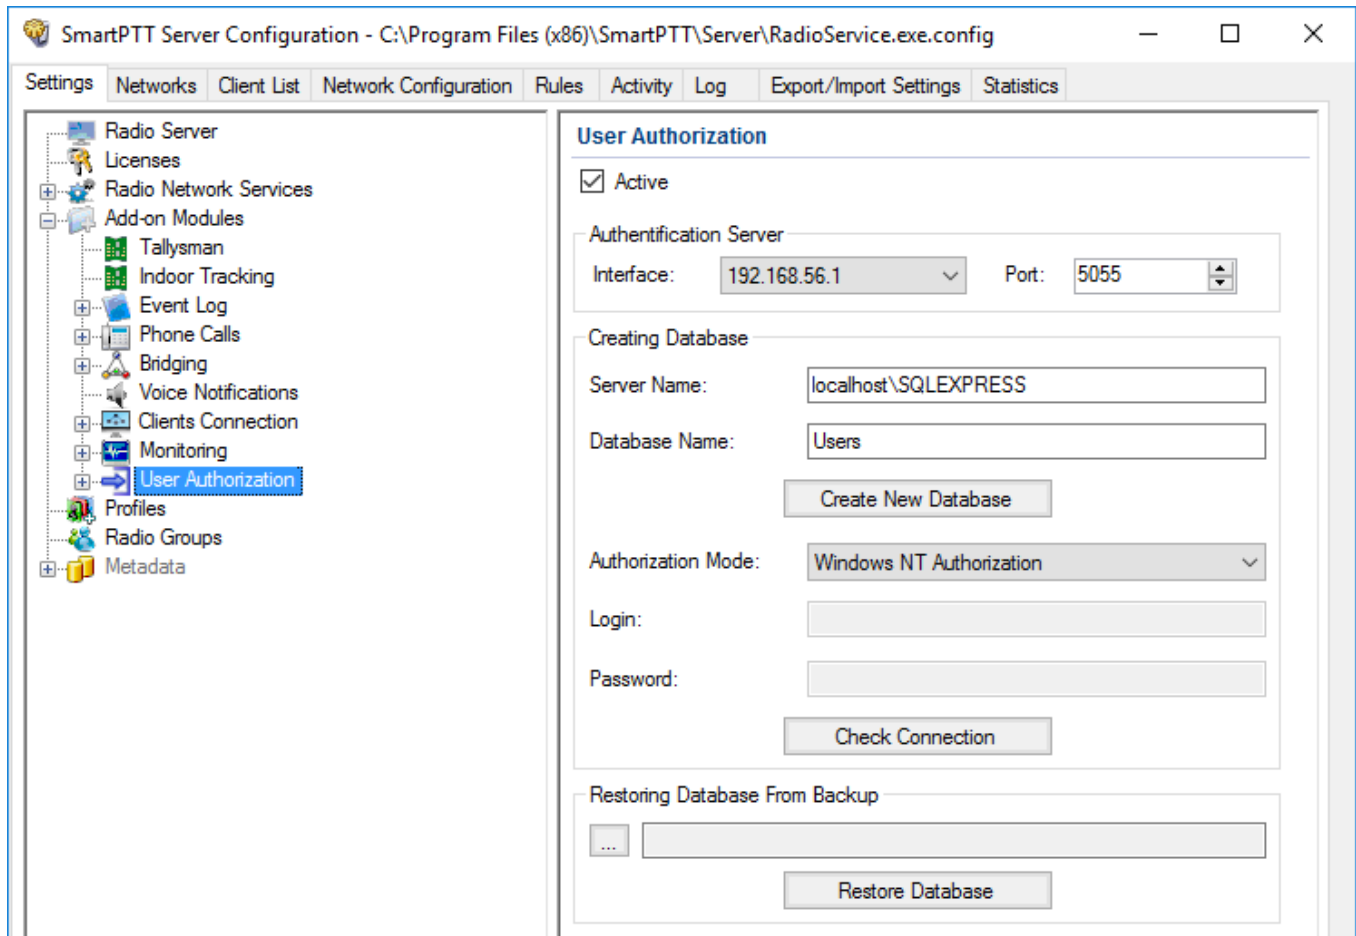 SmartPTT Server Configuration - C:\Program Files (x86)\SmartPTT\Server\RadioService.exe.config
Settings Networks Client List Network Configuration Rules Activity Log Export/Import Settings Statistics
Radio Server
Licenses
Radio Network Services
Add-on Modules
Tallysman
Indoor Tracking
Event Log
Phone Calls
Bridging
Voice Notifications
Clients Connection
Monitoring
User Authorization
Profiles
Radio Groups
Metadata
User Authorization
Active
Authentification Server
Interface: 192.168.56.1 Port: 5055
Creating Database
Server Name: localhost\SQLEXPRESS
Database Name: Users
Create New Database
Authorization Mode: Windows NT Authorization
Login:
Password:
Check Connection
Restoring Database From Backup
...
Restore Database